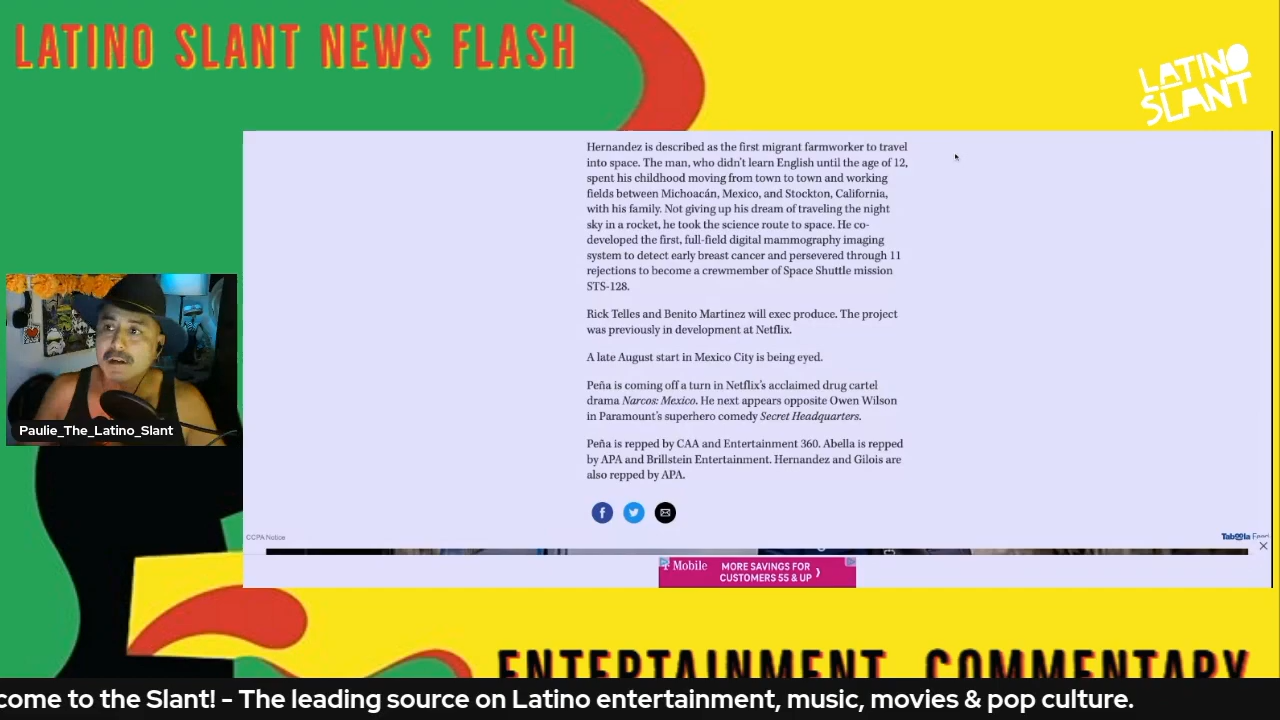 LATINO SLANT NEWS FLASH
LATINO
SLANT
Hernandez is described as the first migrant farmworker to travel
into space. The man, who didn't learn English until the age of 12,
spent his childhood moving from town to town and working
fields between Michoacán, Mexico, and Stockton, California,
with his family. Not giving up his dream of traveling the night
sky in a rocket, he took the science route to space. He co-
developed the first, full-field digital mammography imaging
system to detect early breast cancer and persevered through 11
rejections to become a crewmember of Space Shuttle mission
STS-128.
Rick Telles and Benito Martinez will exec produce. The project
was previously in development at Netflix.
A late August start in Mexico City is being eyed.
Peña is coming off a turn in Netflix's acclaimed drug cartel
drama Narcos: Mexico. He next appears opposite Owen Wilson
in Paramount's superhero comedy Secret Headquarters.
Peña is repped by CAA and Entertainment 360. Abella is repped
by APA and Brillstein Entertainment. Hernandez and Gilois are
also repped by APA.
Paulie_The_Latino_Slant
CCPA Notice
Taboola Feed
T Mobile
MORE SAVINGS FOR
CUSTOMERS 55 & UP
ENTERTAINMENT COMMENTARY
come to the Slant! - The leading source on Latino entertainment, music, movies & pop culture.